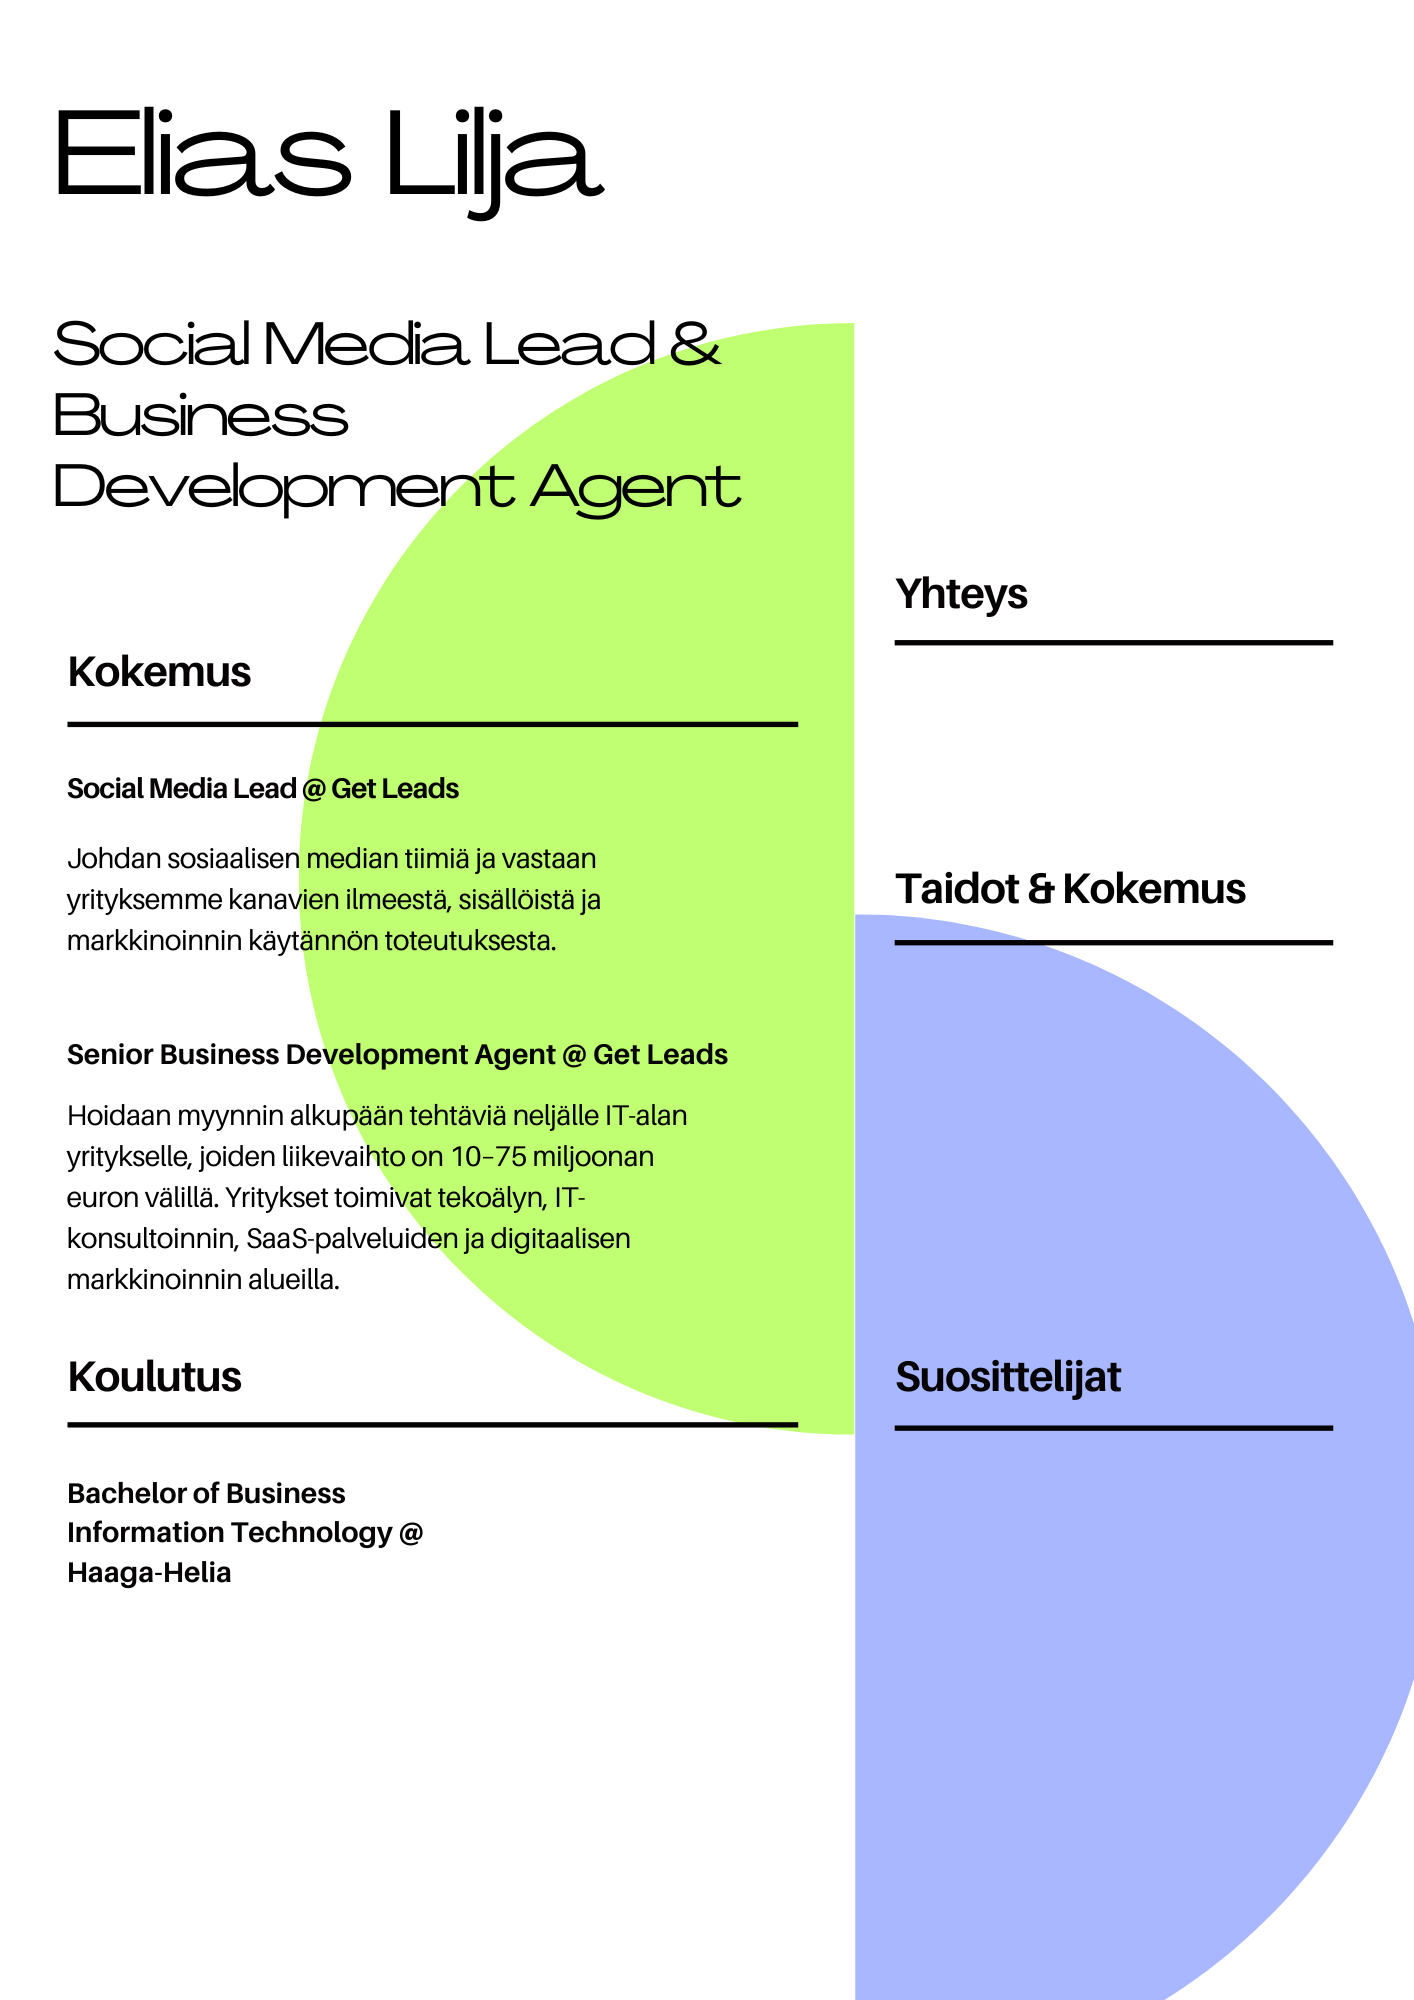 Elias Lilja
Social Media Lead &
Business
Development Agent
Kokemus
Social Media Lead @ Get Leads
Johdan sosiaalisen median tiimiä ja vastaan
yrityksemme kanavien ilmeestä, sisällöistä ja
markkinoinnin käytännön toteutuksesta.
Senior Business Development Agent @ Get Leads
Hoidaan myynnin alkupään tehtäviä neljälle IT-alan
yritykselle, joiden liikevaihto on 10–75 miljoonan
euron välillä. Yritykset toimivat tekoälyn, IT-
konsultoinnin, SaaS-palveluiden ja digitaalisen
markkinoinnin alueilla.
Koulutus
Bachelor of Business
Information Technology @
Haaga-Helia
Yhteys
Taidot & Kokemus
Suosittelijat